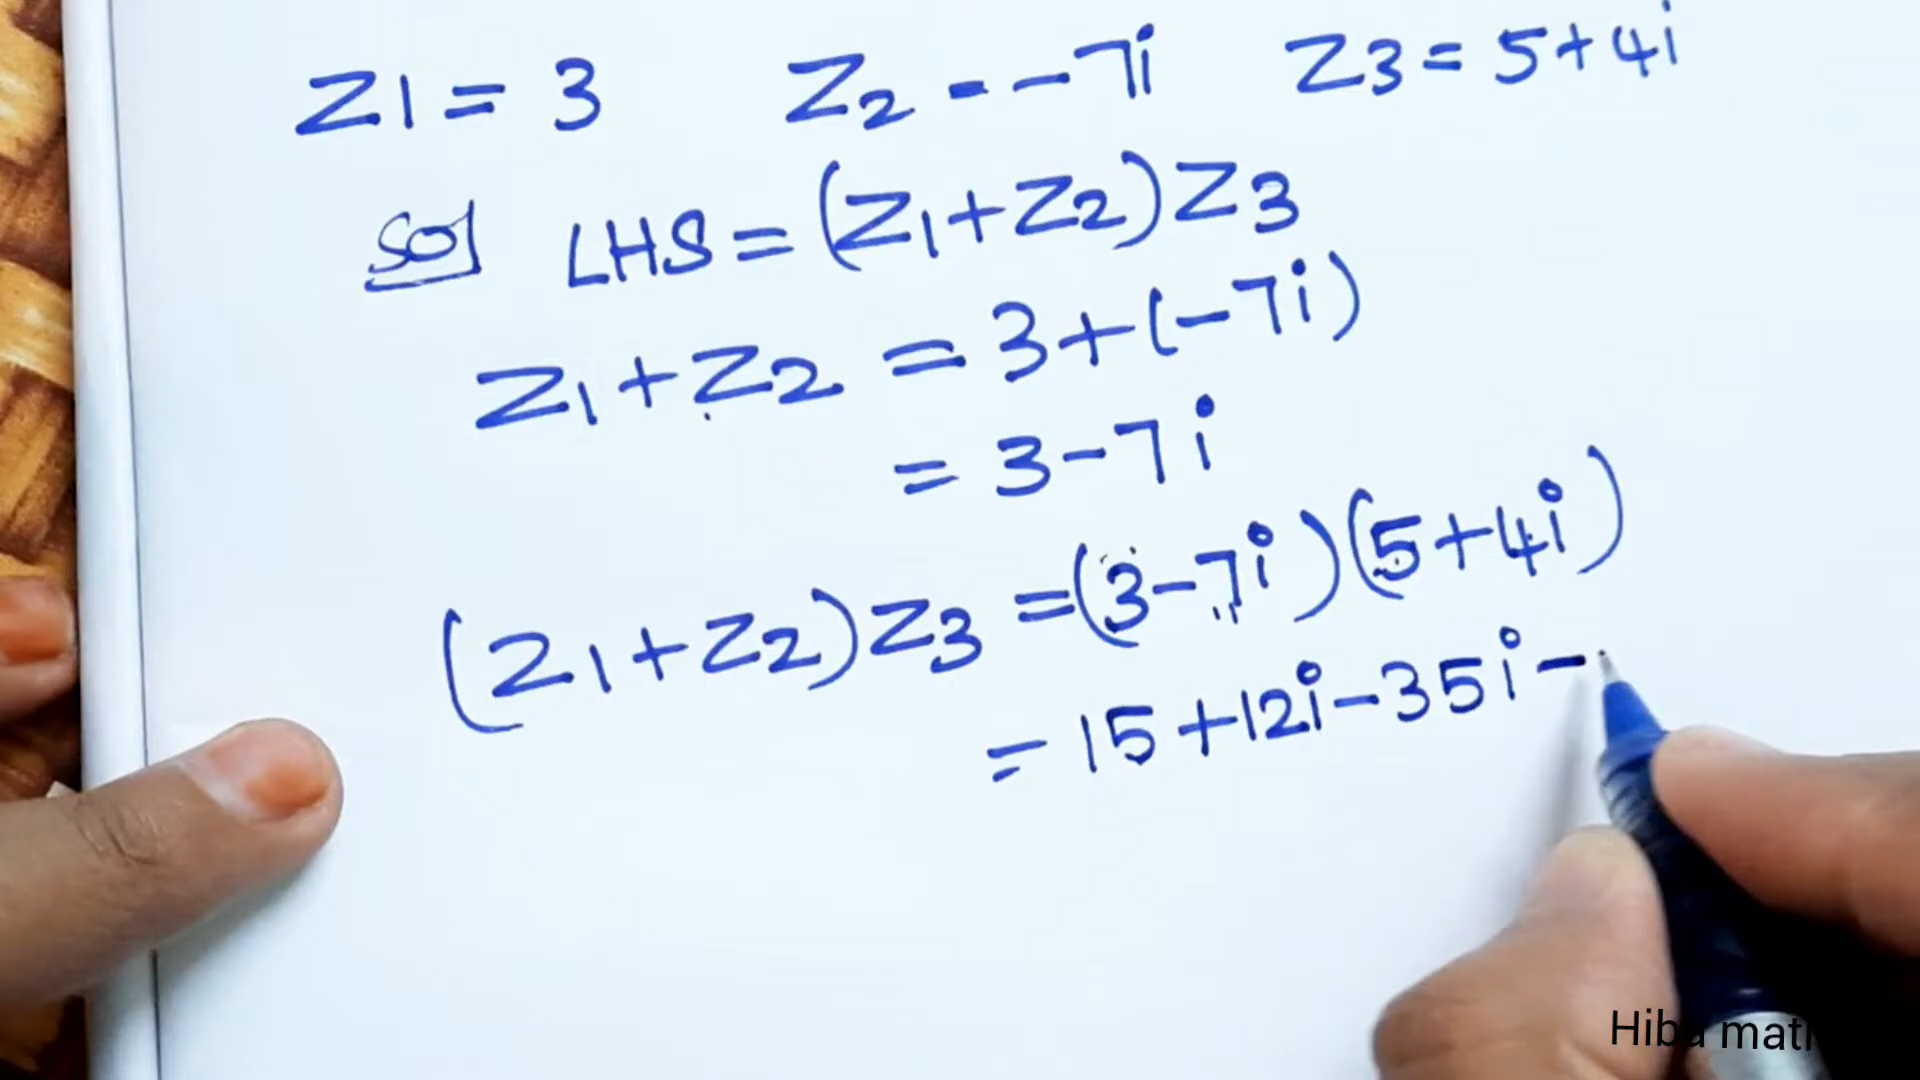 Z1 = 3 Z2 = -7i Z3 = 5+4i
Sol LHS = (Z1+Z2)Z3
Z1+Z2 = 3+(-7i)
= 3-7i
(Z1+Z2)Z3 = (3-7i)(5+4i)
= 15+12i-35i-
Hiba